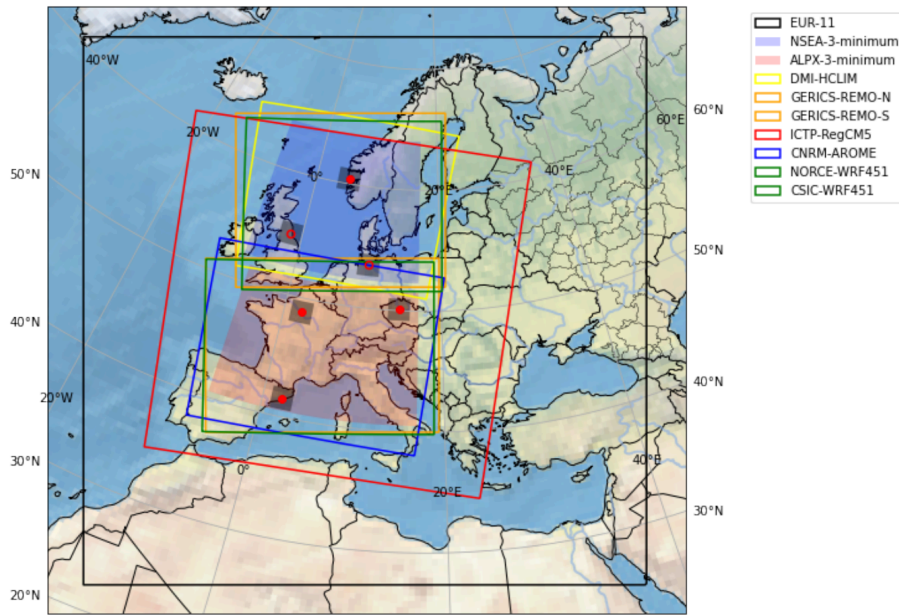 40°W
60°N
60°E
20°W
50°N
0°
20°E
40°E
50°N
40°N
40°N
20°W
30°N
0°
20°E
40°E
30°N
20°N
EUR-11
NSEA-3-minimum
ALPX-3-minimum
DMI-HCLIM
GERICS-REMO-N
GERICS-REMO-S
ICTP-RegCM5
CNRM-AROME
NORCE-WRF451
CSIC-WRF451